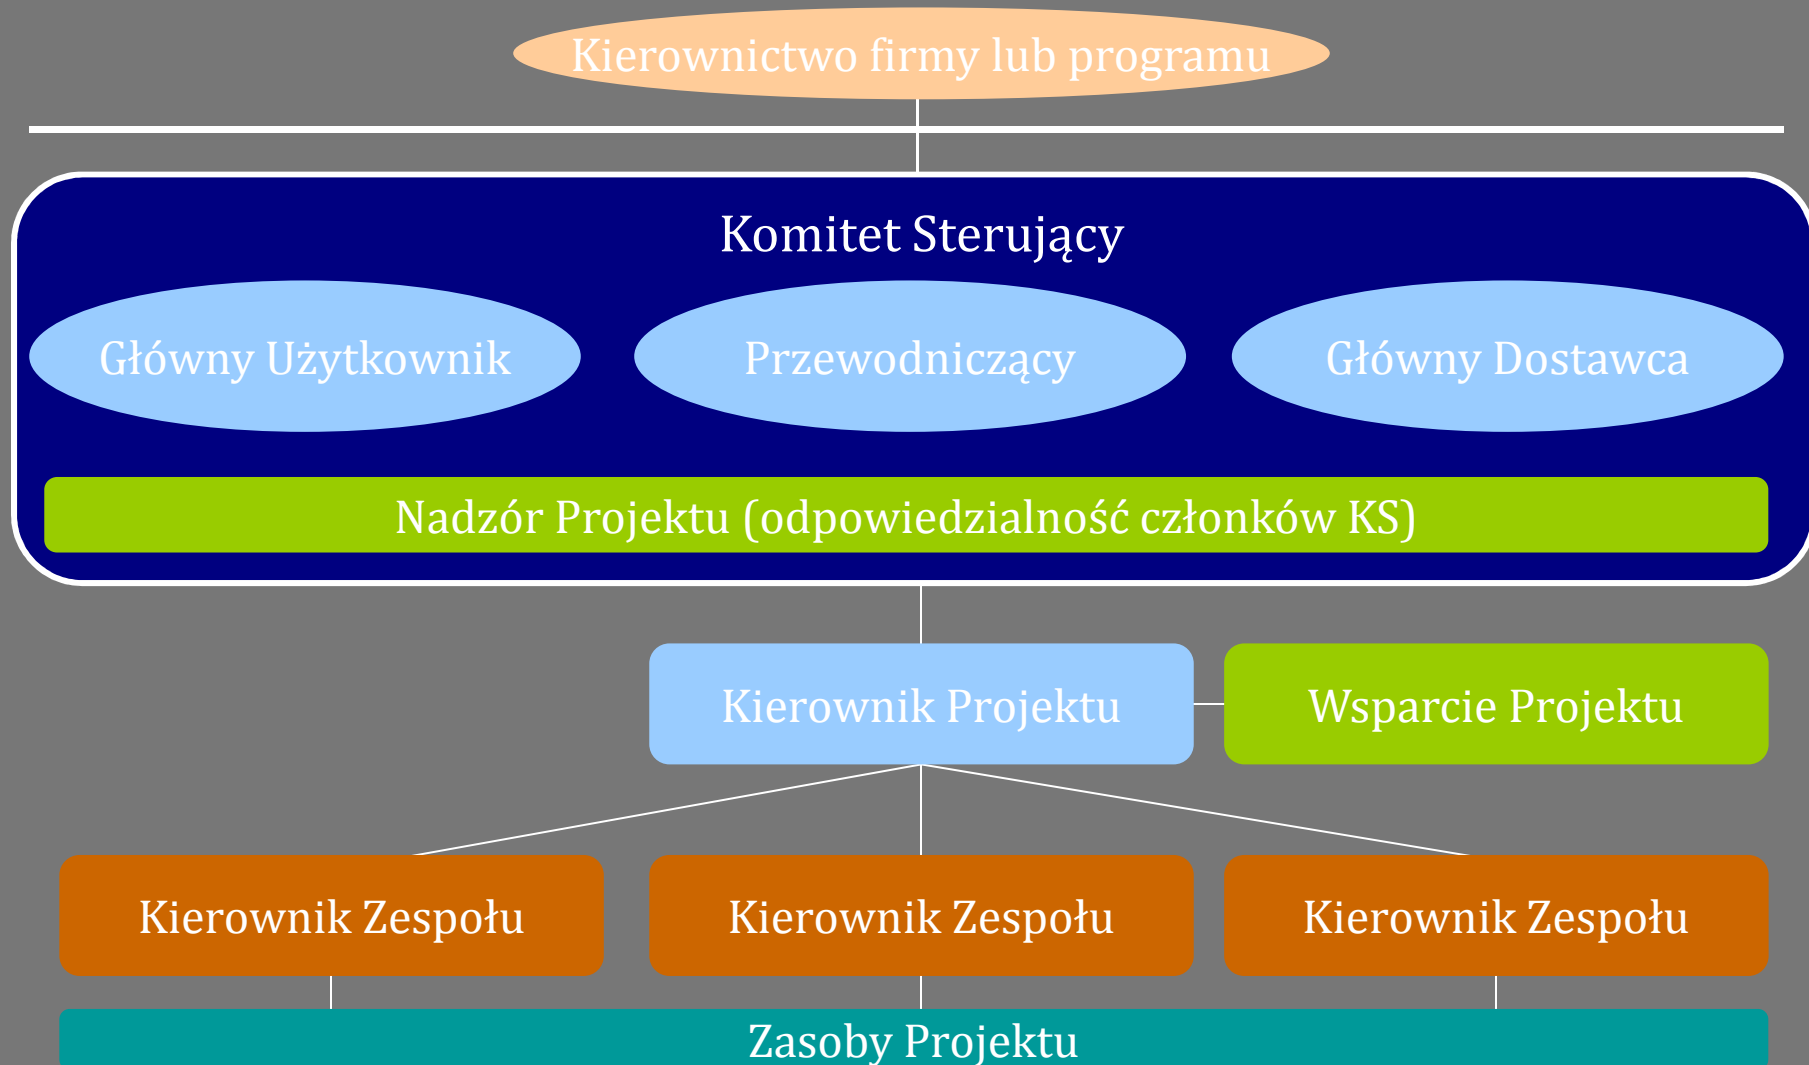 Kierownictwo firmy lub programu
Komitet Sterujący
Główny Użytkownik
Przewodniczący
Główny Dostawca
Nadzór Projektu (odpowiedzialność członków KS)
Kierownik Projektu
Wsparcie Projektu
Kierownik Zespołu
Kierownik Zespołu
Kierownik Zespołu
Zasoby Projektu